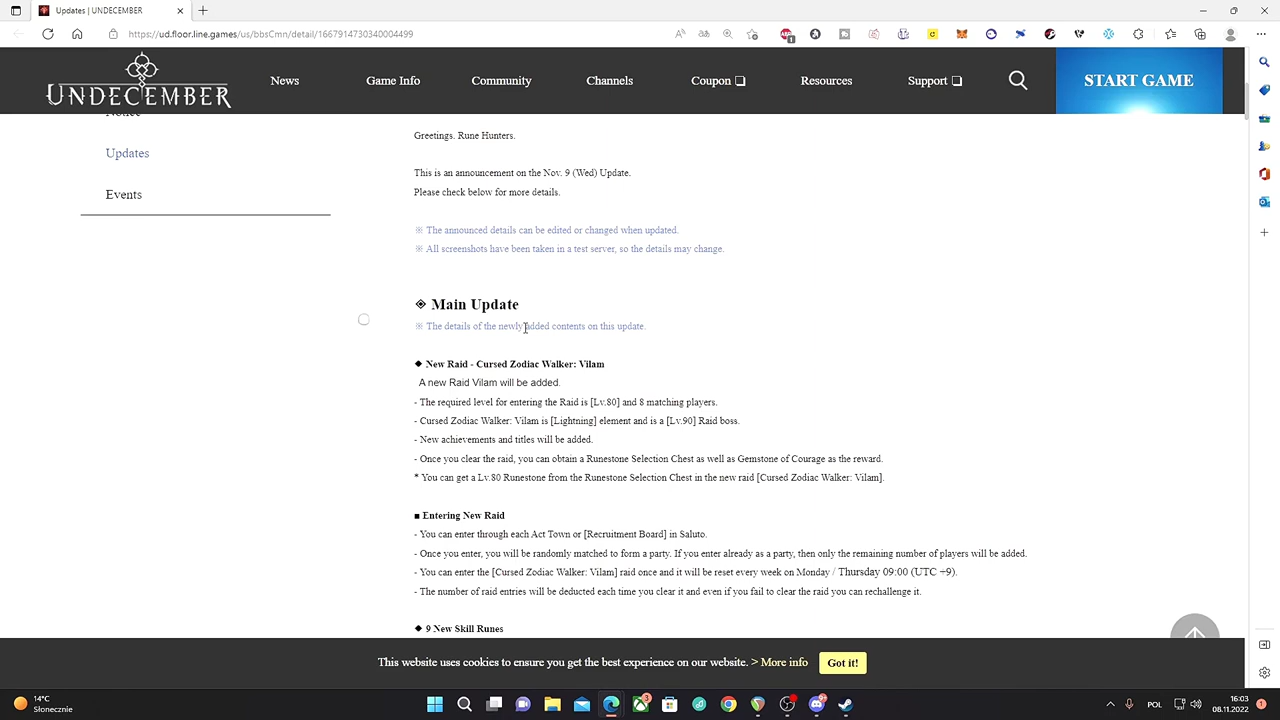 Updates | UNDECEMBER
https://ud.floor.line.games/us/bbsCmn/detail/1667914730340004499
UNDECEMBER
News
Game Info
Community
Channels
Coupon
Resources
Support
START GAME
Notice
Updates
Events
Greetings. Rune Hunters.
This is an announcement on the Nov. 9 (Wed) Update.
Please check below for more details.
※ The announced details can be edited or changed when updated.
※ All screenshots have been taken in a test server, so the details may change.
◈ Main Update
※ The details of the newly added contents on this update.
◆ New Raid - Cursed Zodiac Walker: Vilam
A new Raid Vilam will be added.
- The required level for entering the Raid is [Lv.80] and 8 matching players.
- Cursed Zodiac Walker: Vilam is [Lightning] element and is a [Lv.90] Raid boss.
- New achievements and titles will be added.
- Once you clear the raid, you can obtain a Runestone Selection Chest as well as Gemstone of Courage as the reward.
* You can get a Lv.80 Runestone from the Runestone Selection Chest in the new raid [Cursed Zodiac Walker: Vilam].
■ Entering New Raid
- You can enter through each Act Town or [Recruitment Board] in Saluto.
- Once you enter, you will be randomly matched to form a party. If you enter already as a party, then only the remaining number of players will be added.
- You can enter the [Cursed Zodiac Walker: Vilam] raid once and it will be reset every week on Monday / Thursday 09:00 (UTC +9).
- The number of raid entries will be deducted each time you clear it and even if you fail to clear the raid you can rechallenge it.
◆ 9 New Skill Runes
This website uses cookies to ensure you get the best experience on our website. > More info
Got it!
14°C
Słonecznie
POL
16:03
08.11.2022